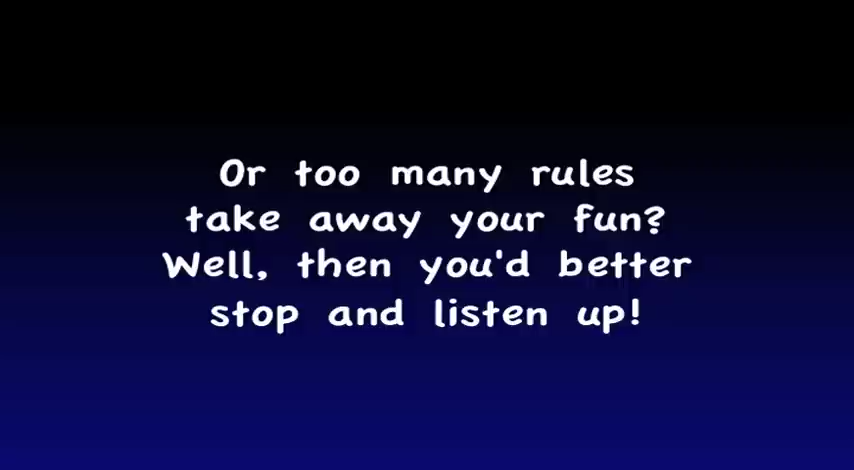 Or too many rules
take away your fun?
Well, then you'd better
stop and listen up!